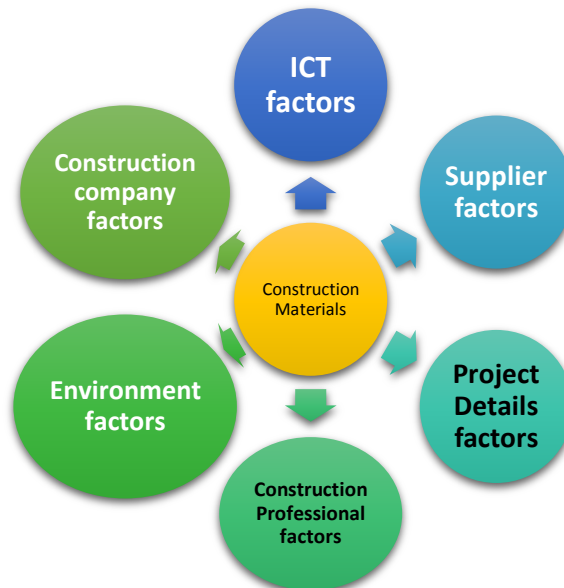 ICT
factors
Construction
company
factors
Supplier
factors
Construction
Materials
Environment
factors
Project
Details
factors
Construction
Professional
factors